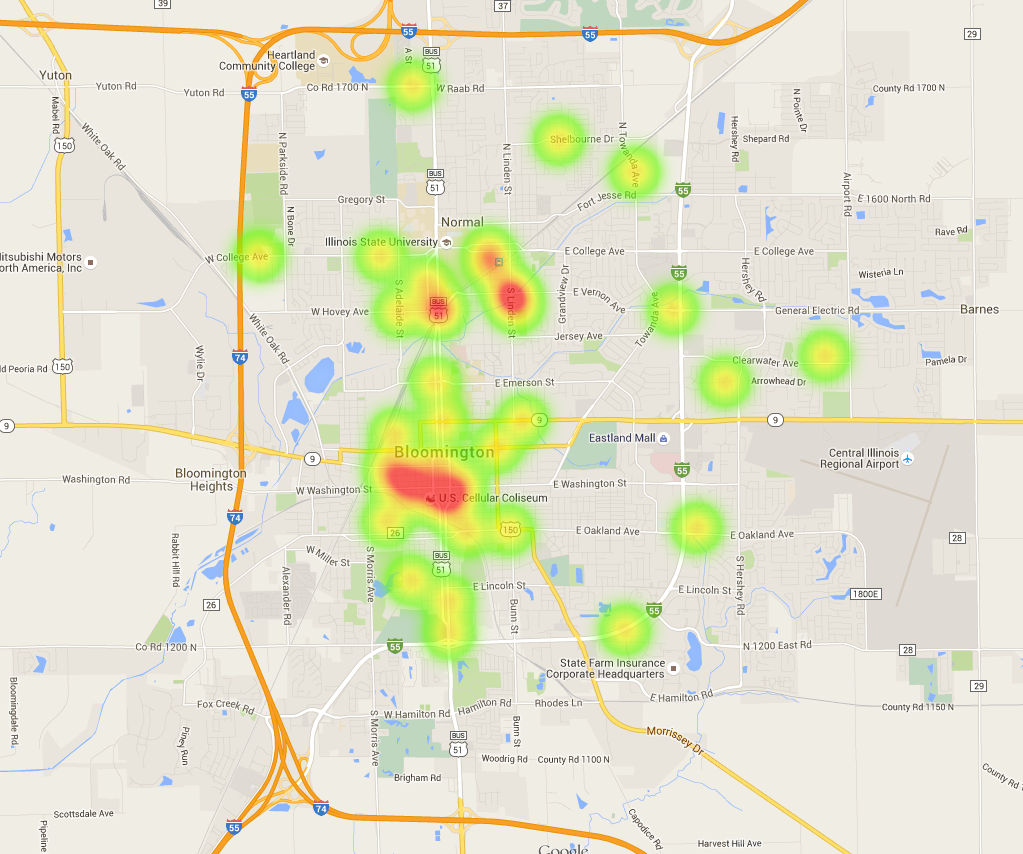 39
37
55
55
29
A St
BUS
51
Heartland
Community College
Yuton
Yuton Rd
Yuton Rd
Co Rd 1700 N
W Raab Rd
County Rd 1700 N
55
Mabel Rd
White Oak Rd
150
N Parkside Rd
N Linden St
Shelbourne Dr
N Towanda Ave
Hershey Rd
Shepard Rd
N Pointe Dr
Airport Rd
BUS
51
55
Gregory St
Fort Jesse Rd
E 1600 North Rd
N Bone Dr
Normal
Illinois State University
Rave Rd
W College Ave
E College Ave
E College Ave
Mitsubishi Motors
North America, Inc
55
Hershey Rd
Wisteria Ln
S Adelaide St
BUS
51
S Linden St
Grandview Dr
E Vernon Ave
Towanda Ave
General Electric Rd
Barnes
W Hovey Ave
White Oak Rd
Jersey Ave
Wylie Dr
74
ld Peoria Rd
150
Clearwater Ave
Pamela Dr
E Emerson St
Arrowhead Dr
9
9
9
9
Bloomington
Eastland Mall
Central Illinois
Regional Airport
Bloomington
Heights
55
Washington Rd
W Washington St
E Washington St
U.S. Cellular Coliseum
74
26
150
E Oakland Ave
E Oakland Ave
28
Rabbit Hill Rd
W Miller St
BUS
51
Alexander Rd
S Morris Ave
E Lincoln St
E Lincoln St
S Hershey Rd
1800E
26
Bunn St
55
Co Rd 1200 N
55
N 1200 East Rd
28
State Farm Insurance
Corporate Headquarters
29
Bloomingdale Rd
Fox Creek Rd
W Hamilton Rd
Hamilton Rd
Rhodes Ln
E Hamilton Rd
County Rd 1150 N
Piney Run
S Morris Ave
BUS
51
Bunn St
Morrissey Dr
Woodrig Rd
County Rd 1100 N
Brigham Rd
County Rd
Scottsdale Ave
74
55
Pipeline
Capodice Rd
Harvest Hill Ave
Google